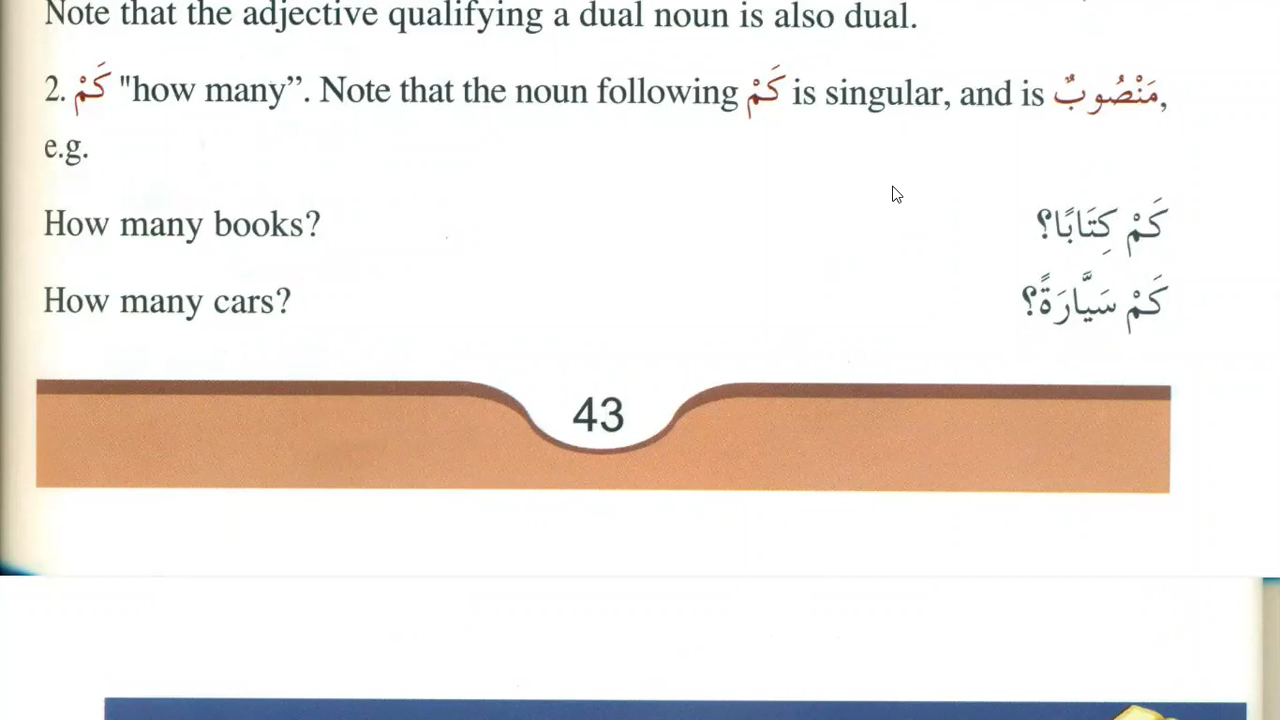 Note that the adjective qualifying a dual noun is also dual.
2. كَمْ "how many”. Note that the noun following كَمْ is singular, and is مَنْصُوبٌ,
e.g.
How many books? كَمْ كِتَابًا؟
How many cars? كَمْ سَيَّارَةً؟
43